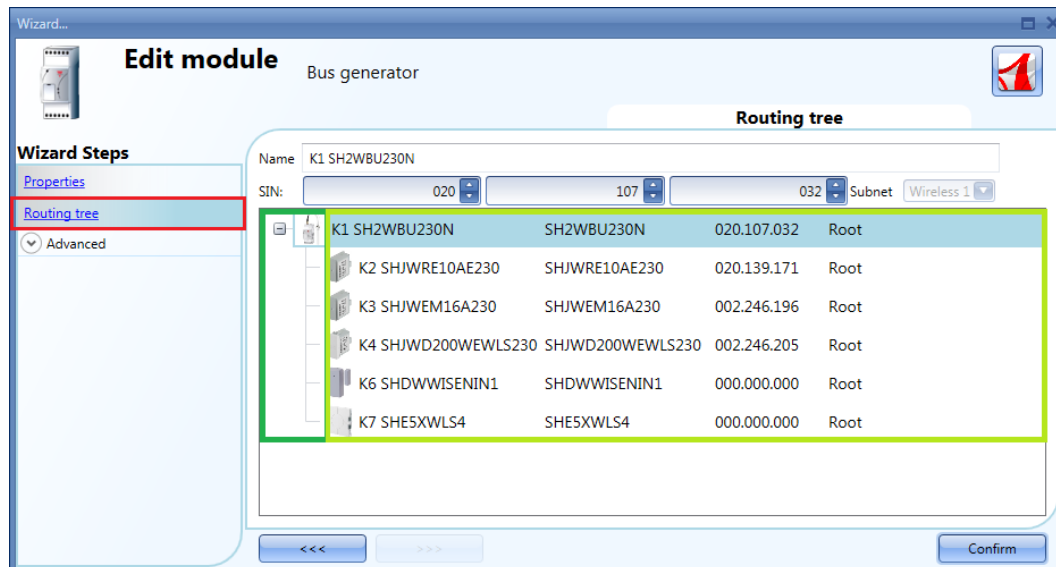 Wizard...
Edit module
Bus generator
Routing tree
Wizard Steps
Properties
Routing tree
Advanced
Name K1 SH2WBU230N
SIN: 020 107 032 Subnet Wireless 1
K1 SH2WBU230N SH2WBU230N 020.107.032 Root
K2 SHJWRE10AE230 SHJWRE10AE230 020.139.171 Root
K3 SHJWEM16A230 SHJWEM16A230 002.246.196 Root
K4 SHJWD200WEWLS230 SHJWD200WEWLS230 002.246.205 Root
K6 SHDWWISENIN1 SHDWWISENIN1 000.000.000 Root
K7 SHE5XWLS4 SHE5XWLS4 000.000.000 Root
<<< >>> Confirm